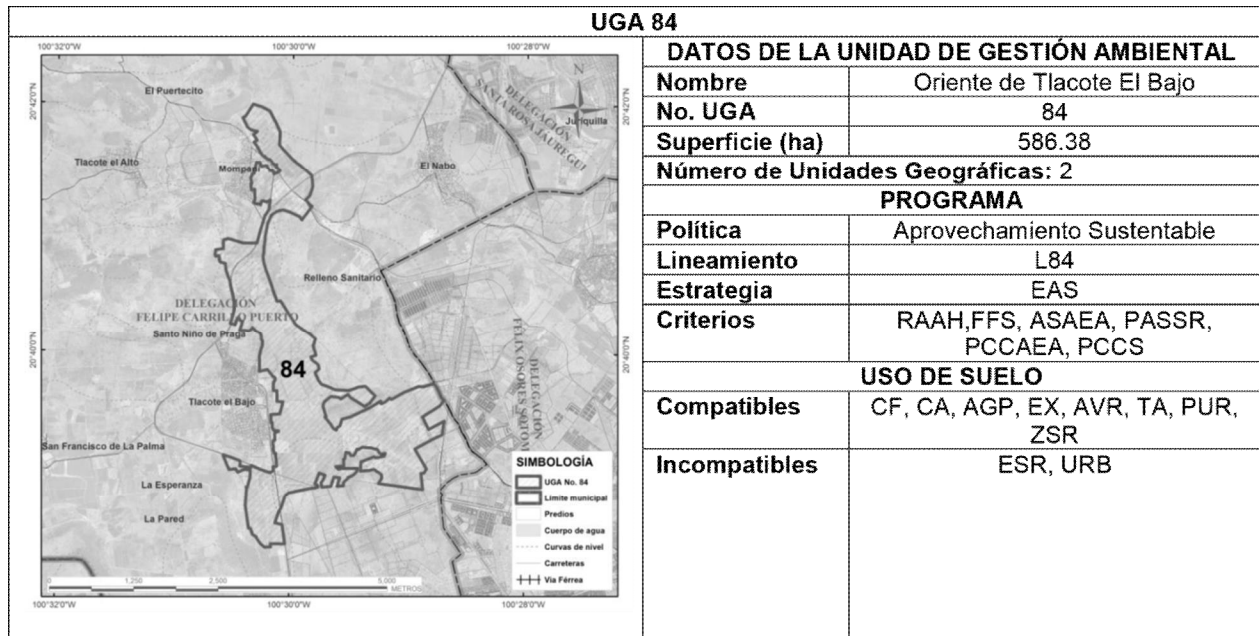 UGA 84
100°32'0"W 100°30'0"W 100°28'0"W
20°42'0"N
20°42'0"N
20°40'0"N
20°40'0"N
El Puertecito
N
DELEGACIÓN
SANTA ROSA JAUREGUI
Juriquilla
Tlacote el Alto
Mompaní
El Nabo
Relleno Sanitario
DELEGACIÓN
FELIPE CARRILLO PUERTO
Santo Niño de Praga
84
DELEGACIÓN
FELIX OSORES SOTOM
Tlacote el Bajo
San Francisco de La Palma
La Esperanza
La Pared
SIMBOLOGÍA
UGA No. 84
Límite municipal
Predios
Cuerpo de agua
Curvas de nivel
Carreteras
Vía Férrea
0 1,250 2,500 5,000
METROS
100°32'0"W 100°30'0"W 100°28'0"W
DATOS DE LA UNIDAD DE GESTIÓN AMBIENTAL
Nombre Oriente de Tlacote El Bajo
No. UGA 84
Superficie (ha) 586.38
Número de Unidades Geográficas: 2
PROGRAMA
Política Aprovechamiento Sustentable
Lineamiento L84
Estrategia EAS
Criterios RAAH,FFS, ASAEA, PASSR,
PCCAEA, PCCS
USO DE SUELO
Compatibles CF, CA, AGP, EX, AVR, TA, PUR,
ZSR
Incompatibles ESR, URB